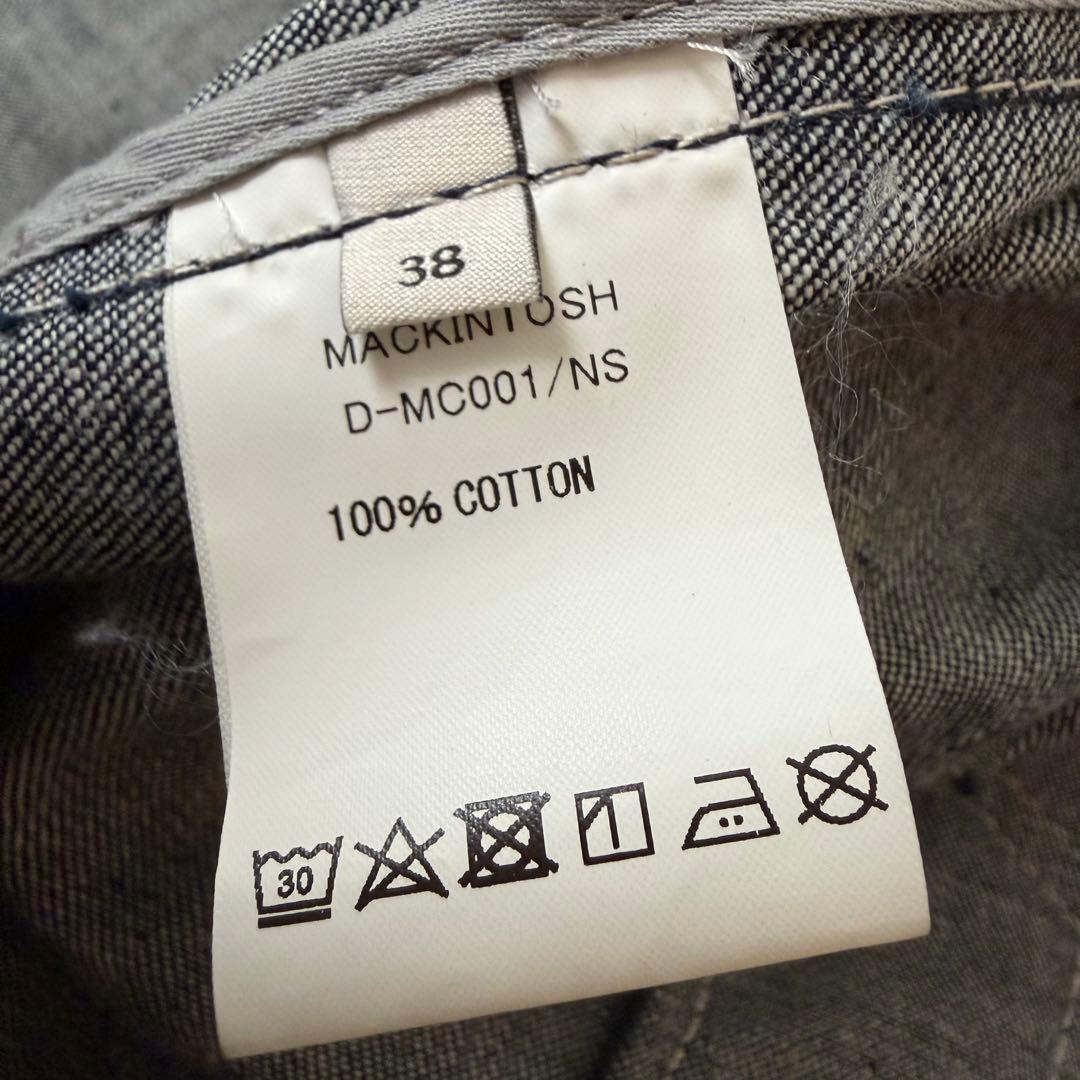 38
MACKINTOSH
D-MC001/NS
100% COTTON
30